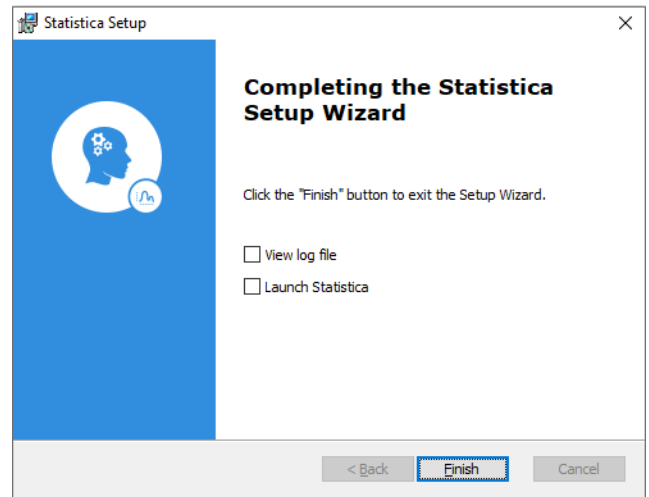 Statistica Setup
Completing the Statistica
Setup Wizard
Click the "Finish" button to exit the Setup Wizard.
View log file
Launch Statistica
< Back
Finish
Cancel